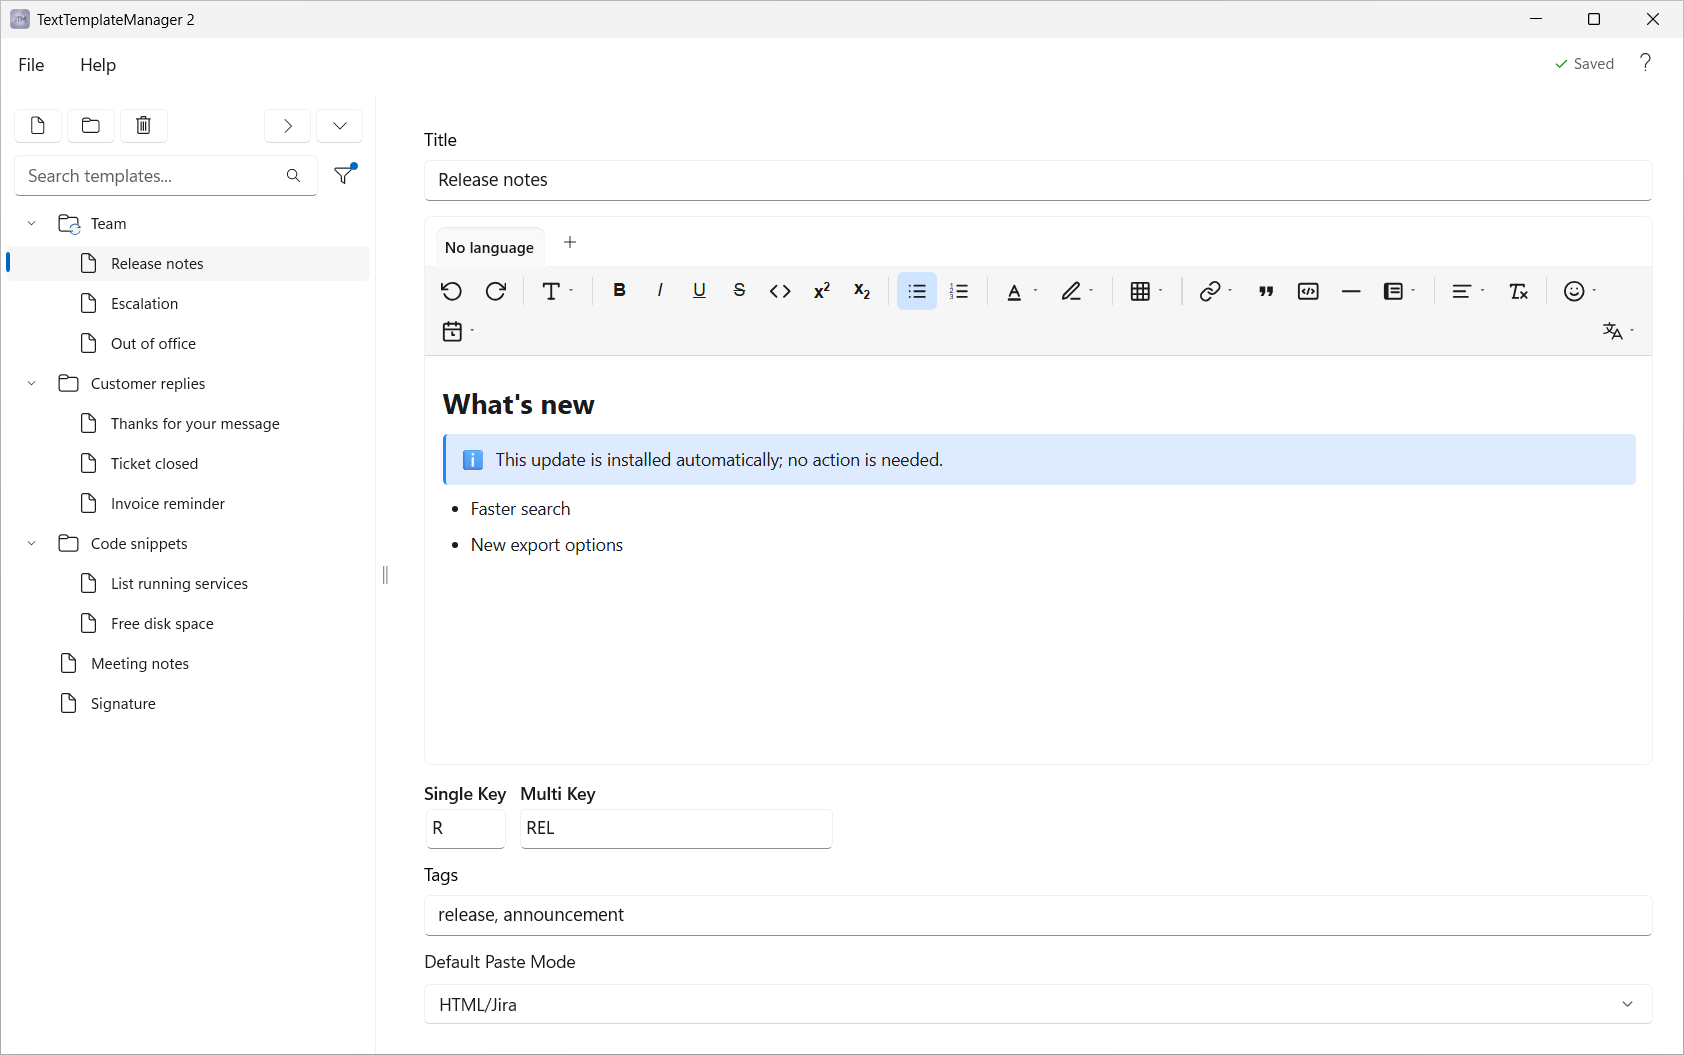 TextTemplateManager 2
File Help
Saved ?
Search templates...
Team
Release notes
Escalation
Out of office
Customer replies
Thanks for your message
Ticket closed
Invoice reminder
Code snippets
List running services
Free disk space
Meeting notes
Signature
Title
Release notes
No language +
T B I U S <> x² x₂ A Tx
What's new
This update is installed automatically; no action is needed.
• Faster search
• New export options
Single Key Multi Key
R REL
Tags
release, announcement
Default Paste Mode
HTML/Jira